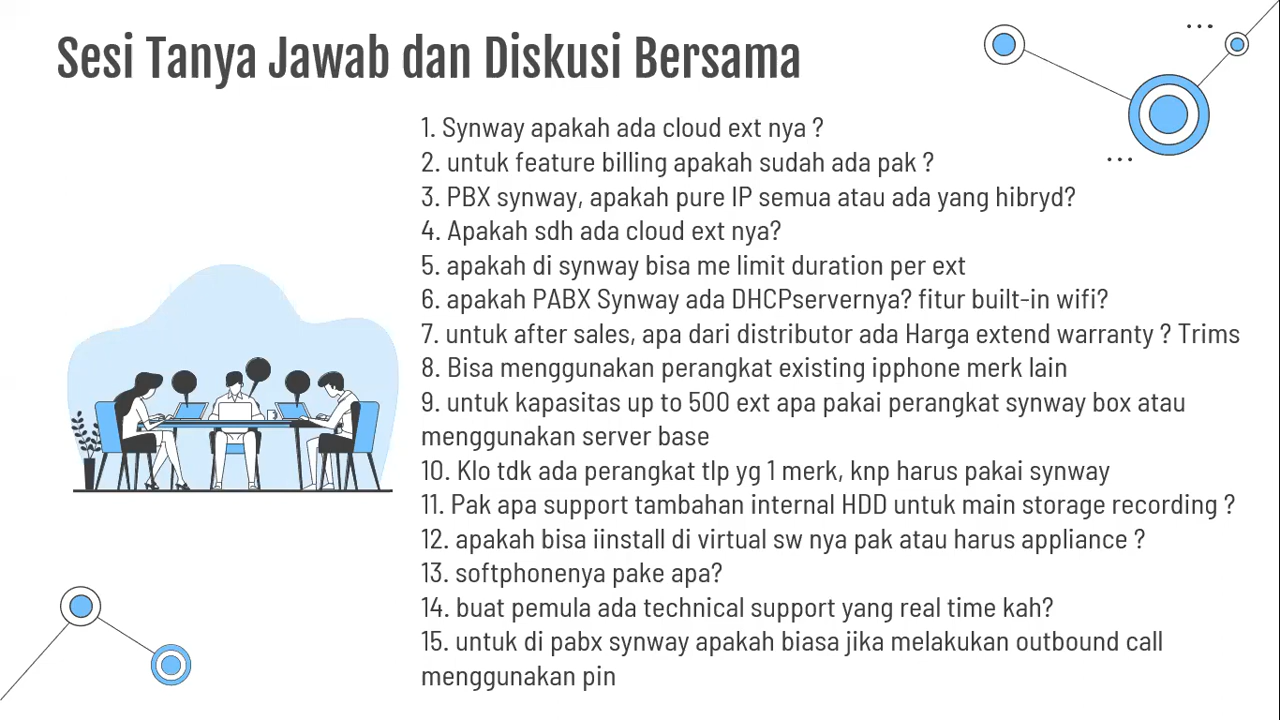 Sesi Tanya Jawab dan Diskusi Bersama
1. Synway apakah ada cloud ext nya ?
2. untuk feature billing apakah sudah ada pak ?
3. PBX synway, apakah pure IP semua atau ada yang hibryd?
4. Apakah sdh ada cloud ext nya?
5. apakah di synway bisa me limit duration per ext
6. apakah PABX Synway ada DHCPservernya? fitur built-in wifi?
7. untuk after sales, apa dari distributor ada Harga extend warranty ? Trims
8. Bisa menggunakan perangkat existing ipphone merk lain
9. untuk kapasitas up to 500 ext apa pakai perangkat synway box atau
menggunakan server base
10. Klo tdk ada perangkat tlp yg 1 merk, knp harus pakai synway
11. Pak apa support tambahan internal HDD untuk main storage recording ?
12. apakah bisa iinstall di virtual sw nya pak atau harus appliance ?
13. softphonenya pake apa?
14. buat pemula ada technical support yang real time kah?
15. untuk di pabx synway apakah biasa jika melakukan outbound call
menggunakan pin